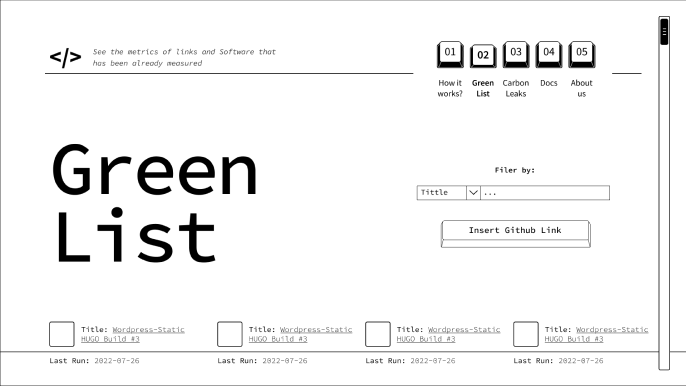 </>
See the metrics of links and Software that
has been already measured
01 02 03 04 05
How it works?
Green List
Carbon Leaks
Docs
About us
Green
List
Filer by:
Tittle ...
Insert Github Link
Title: Wordpress-Static
HUGO Build #3
Title: Wordpress-Static
HUGO Build #3
Title: Wordpress-Static
HUGO Build #3
Title: Wordpress-Static
HUGO Build #3
Last Run: 2022-07-26
Last Run: 2022-07-26
Last Run: 2022-07-26
Last Run: 2022-07-26